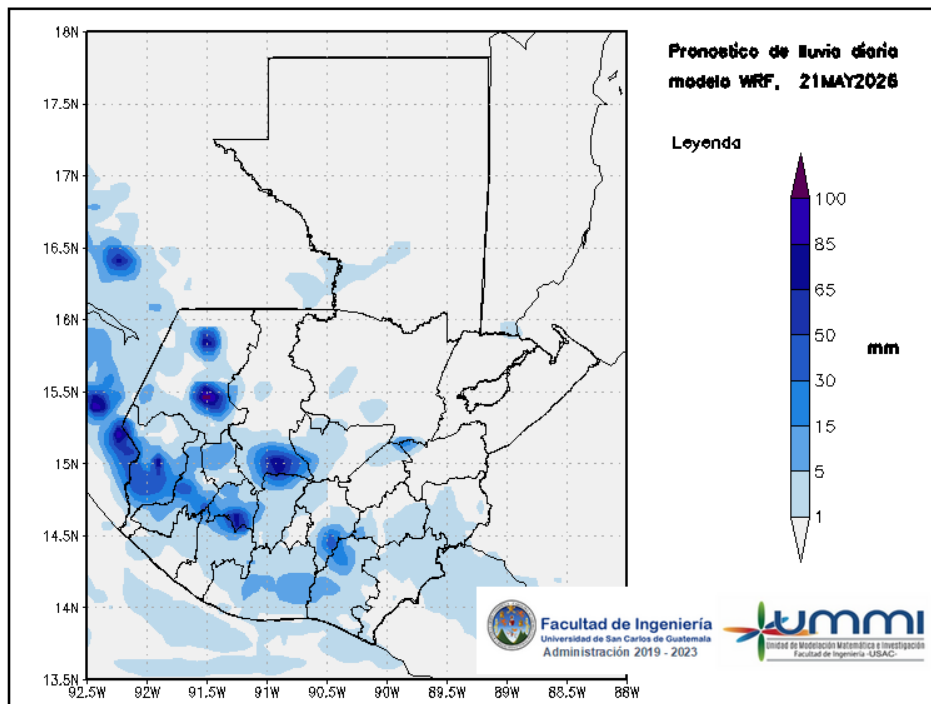 18N
17.5N
17N
16.5N
16N
15.5N
15N
14.5N
14N
13.5N
92.5W
92W
91.5W
91W
90.5W
90W
89.5W
89W
88.5W
88W
Pronostico de lluvia diaria
modelo WRF, 21MAY2026
Leyenda
100
85
65
50
30
15
5
1
mm
Facultad de Ingeniería
Universidad de San Carlos de Guatemala
Administración 2019 - 2023
UMMI
Unidad de Modelación Matemática e Investigación
Facultad de Ingeniería -USAC-